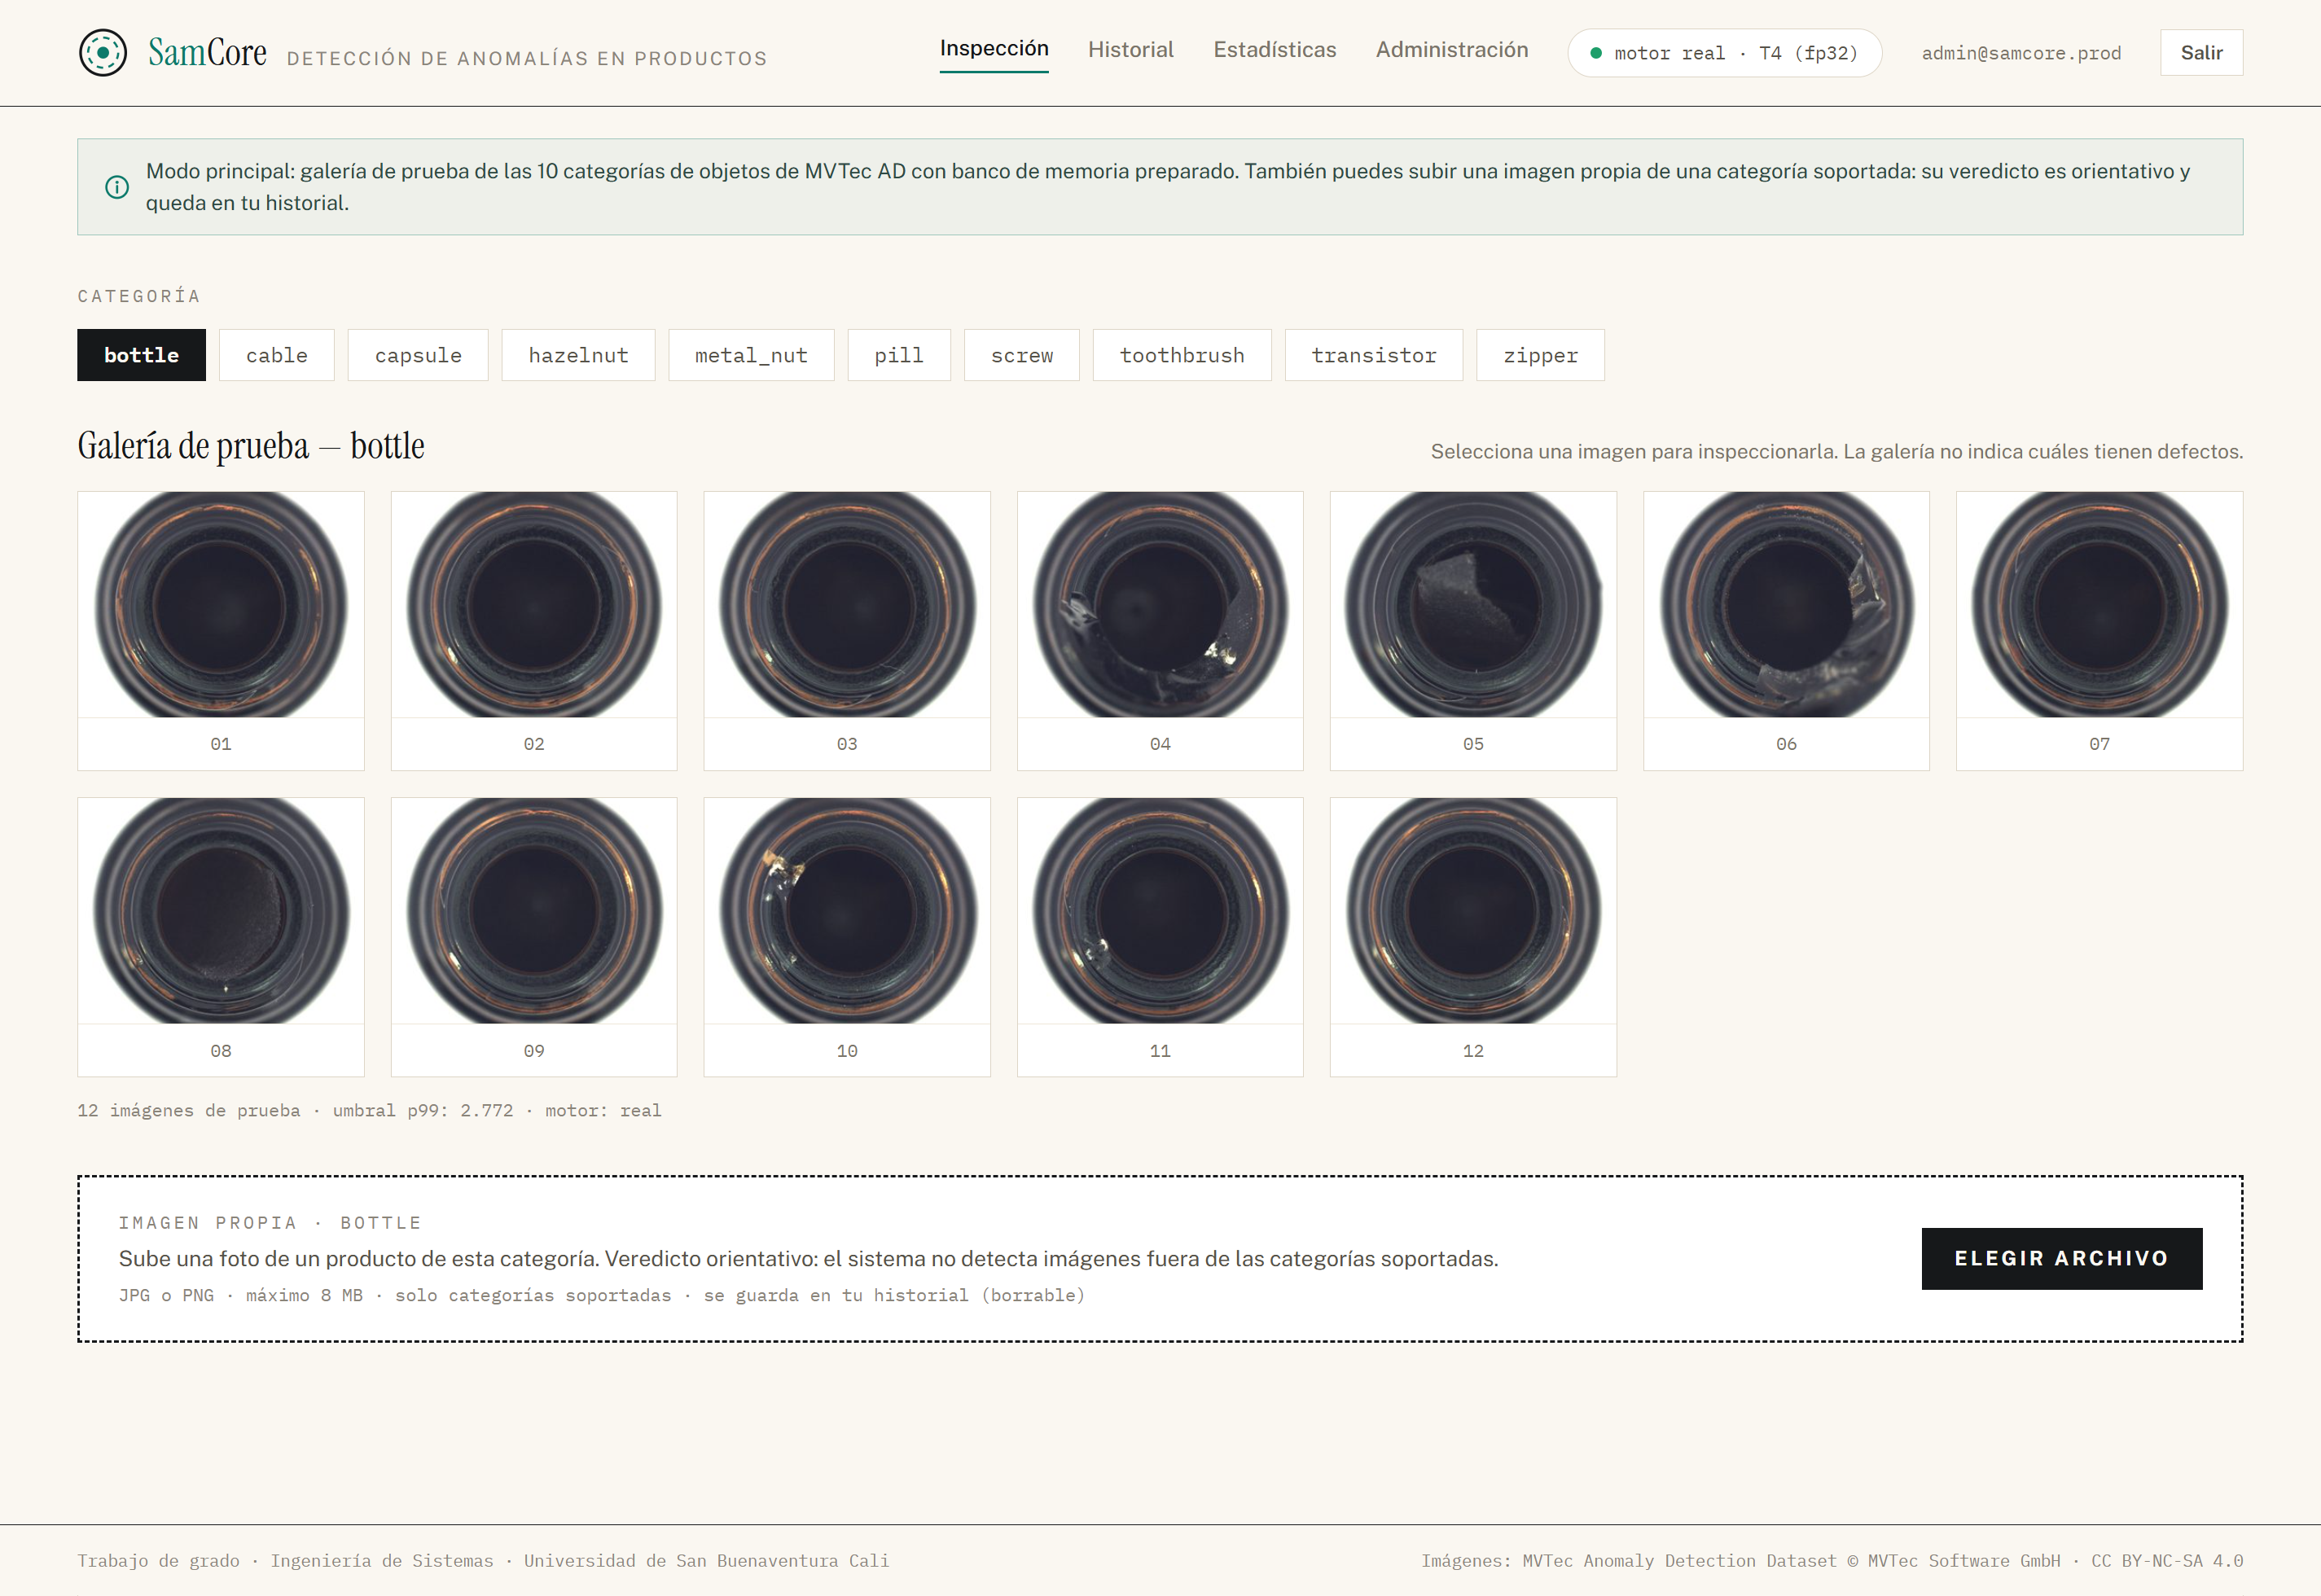 SamCore DETECCIÓN DE ANOMALÍAS EN PRODUCTOS Inspección Historial Estadísticas Administración motor real · T4 (fp32) admin@samcore.prod Salir
Modo principal: galería de prueba de las 10 categorías de objetos de MVTec AD con banco de memoria preparado. También puedes subir una imagen propia de una categoría soportada: su veredicto es orientativo y
queda en tu historial.
CATEGORÍA
bottle cable capsule hazelnut metal_nut pill screw toothbrush transistor zipper
Galería de prueba — bottle
Selecciona una imagen para inspeccionarla. La galería no indica cuáles tienen defectos.
01 02 03 04 05 06 07
08 09 10 11 12
12 imágenes de prueba · umbral p99: 2.772 · motor: real
IMAGEN PROPIA · BOTTLE
Sube una foto de un producto de esta categoría. Veredicto orientativo: el sistema no detecta imágenes fuera de las categorías soportadas.
JPG o PNG · máximo 8 MB · solo categorías soportadas · se guarda en tu historial (borrable)
ELEGIR ARCHIVO
Trabajo de grado · Ingeniería de Sistemas · Universidad de San Buenaventura Cali
Imágenes: MVTec Anomaly Detection Dataset © MVTec Software GmbH · CC BY-NC-SA 4.0